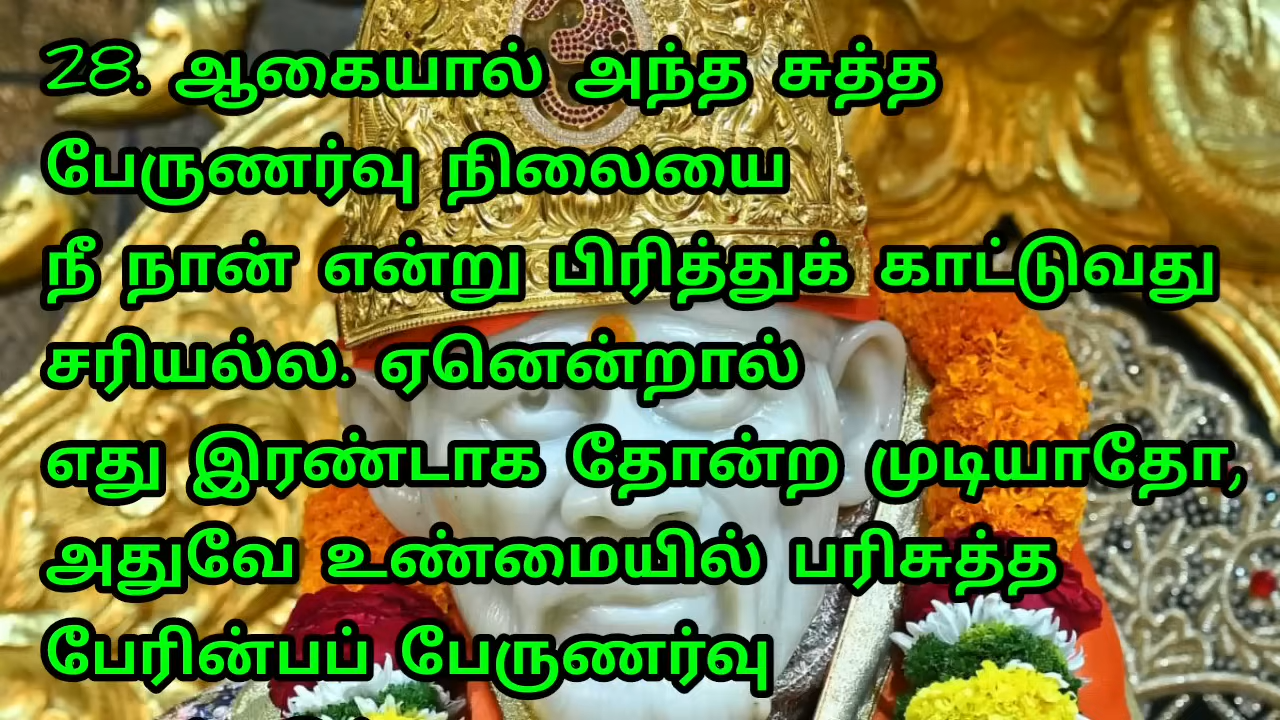 28. ஆகையால் அந்த சுத்த
பேருணர்வு நிலையை
நீ நான் என்று பிரித்துக் காட்டுவது
சரியல்ல. ஏனென்றால்
எது இரண்டாக தோன்ற முடியாதோ,
அதுவே உண்மையில் பரிசுத்த
பேரின்பப் பேருணர்வு